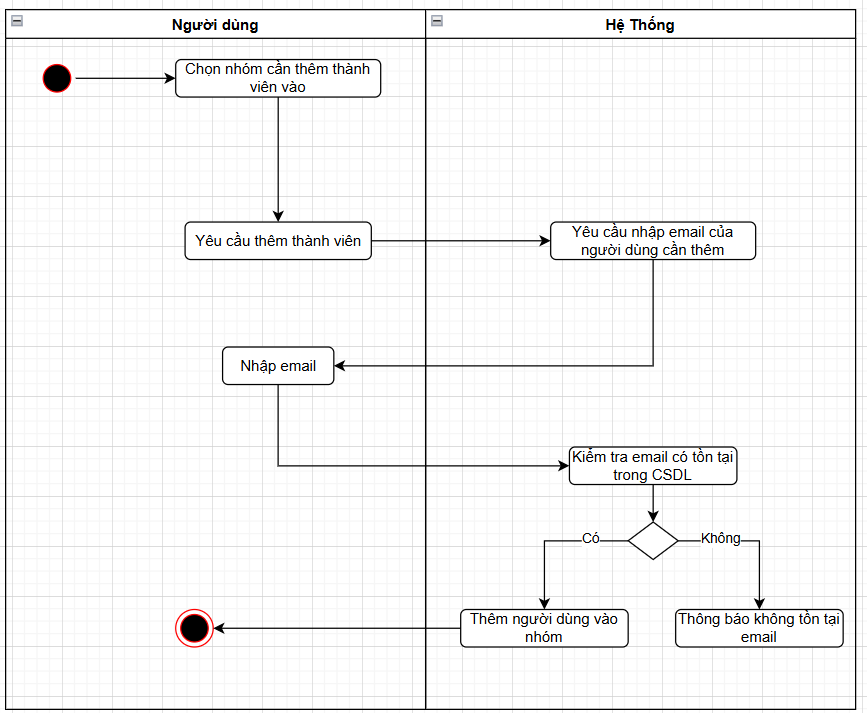 Người dùng
Hệ Thống
Chọn nhóm cần thêm thành
viên vào
Yêu cầu thêm thành viên
Yêu cầu nhập email của
người dùng cần thêm
Nhập email
Kiểm tra email có tồn tại
trong CSDL
Có
Không
Thêm người dùng vào
nhóm
Thông báo không tồn tại
email